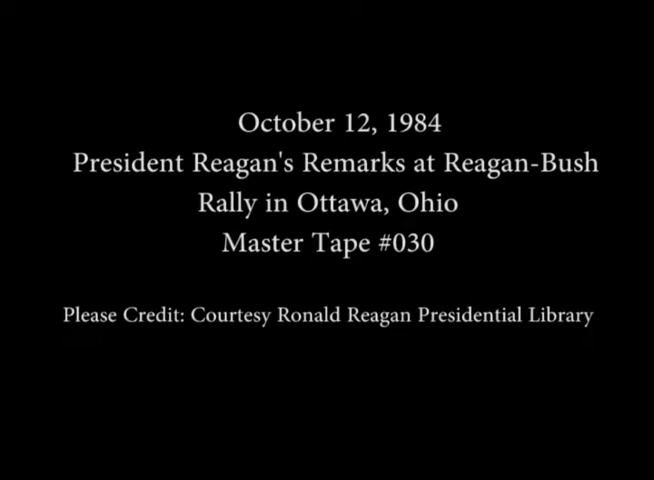 October 12, 1984
President Reagan's Remarks at Reagan-Bush
Rally in Ottawa, Ohio
Master Tape #030
Please Credit: Courtesy Ronald Reagan Presidential Library